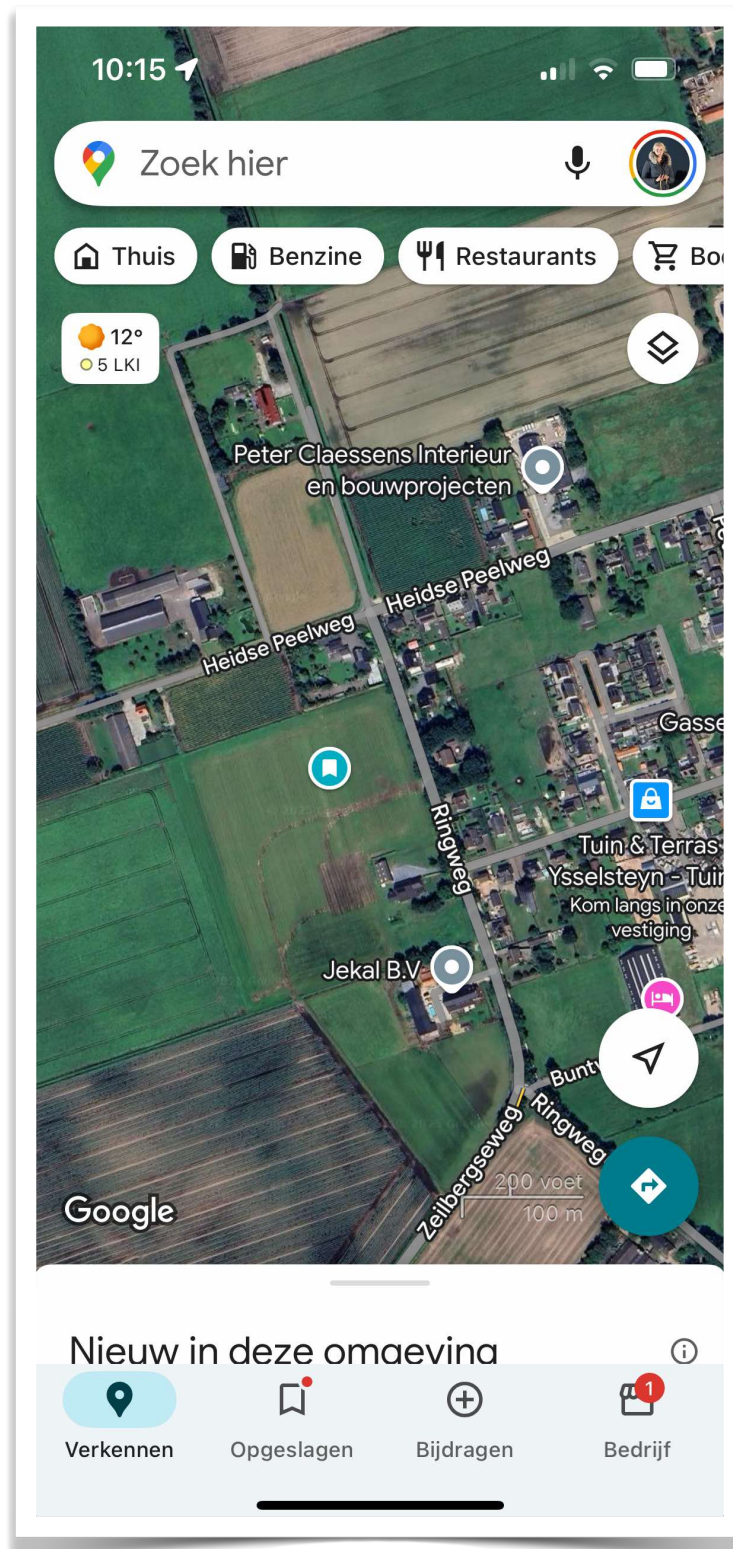 10:15
Zoek hier
Thuis
Benzine
Restaurants
12°
5 LKI
Peter Claessens Interieur
en bouwprojecten
Heidse Peelweg
Heidse Peelweg
Gasse
Ringweg
Tuin & Terras
Ysselsteyn - Tuin
Kom langs in onze
vestiging
Jekal B.V.
Ringweg
Zeilbergseweg
200 voet
100 m
Google
Nieuw in deze omgeving
1
Verkennen
Opgeslagen
Bijdragen
Bedrijf